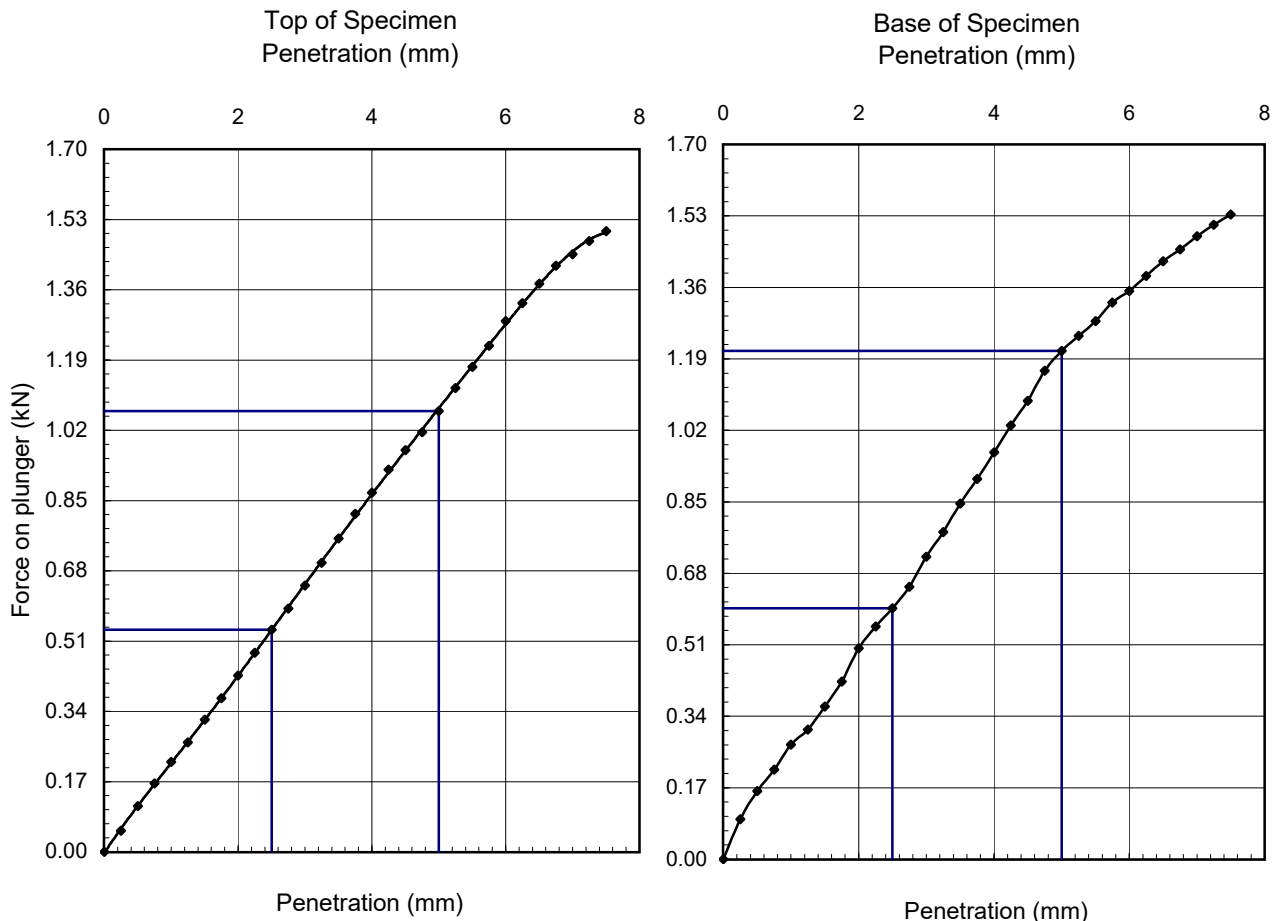 Top of Specimen
Penetration (mm)
0 2 4 6 8
1.70
1.53
1.36
1.19
1.02
0.85
0.68
0.51
0.34
0.17
0.00
Force on plunger (kN)
Penetration (mm)
Base of Specimen
Penetration (mm)
0 2 4 6 8
1.70
1.53
1.36
1.19
1.02
0.85
0.68
0.51
0.34
0.17
0.00
Penetration (mm)